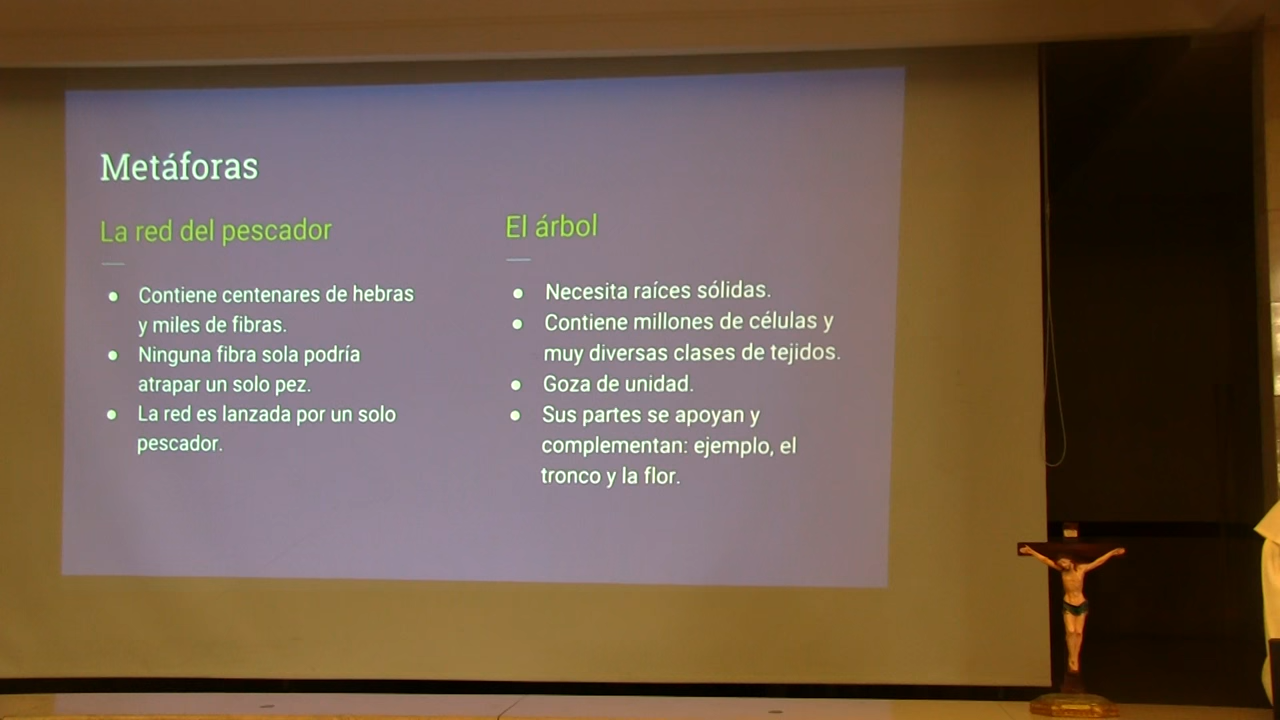 Metáforas
La red del pescador
● Contiene centenares de hebras
y miles de fibras.
● Ninguna fibra sola podría
atrapar un solo pez.
● La red es lanzada por un solo
pescador.
El árbol
● Necesita raíces sólidas.
● Contiene millones de células y
muy diversas clases de tejidos.
● Goza de unidad.
● Sus partes se apoyan y
complementan: ejemplo, el
tronco y la flor.